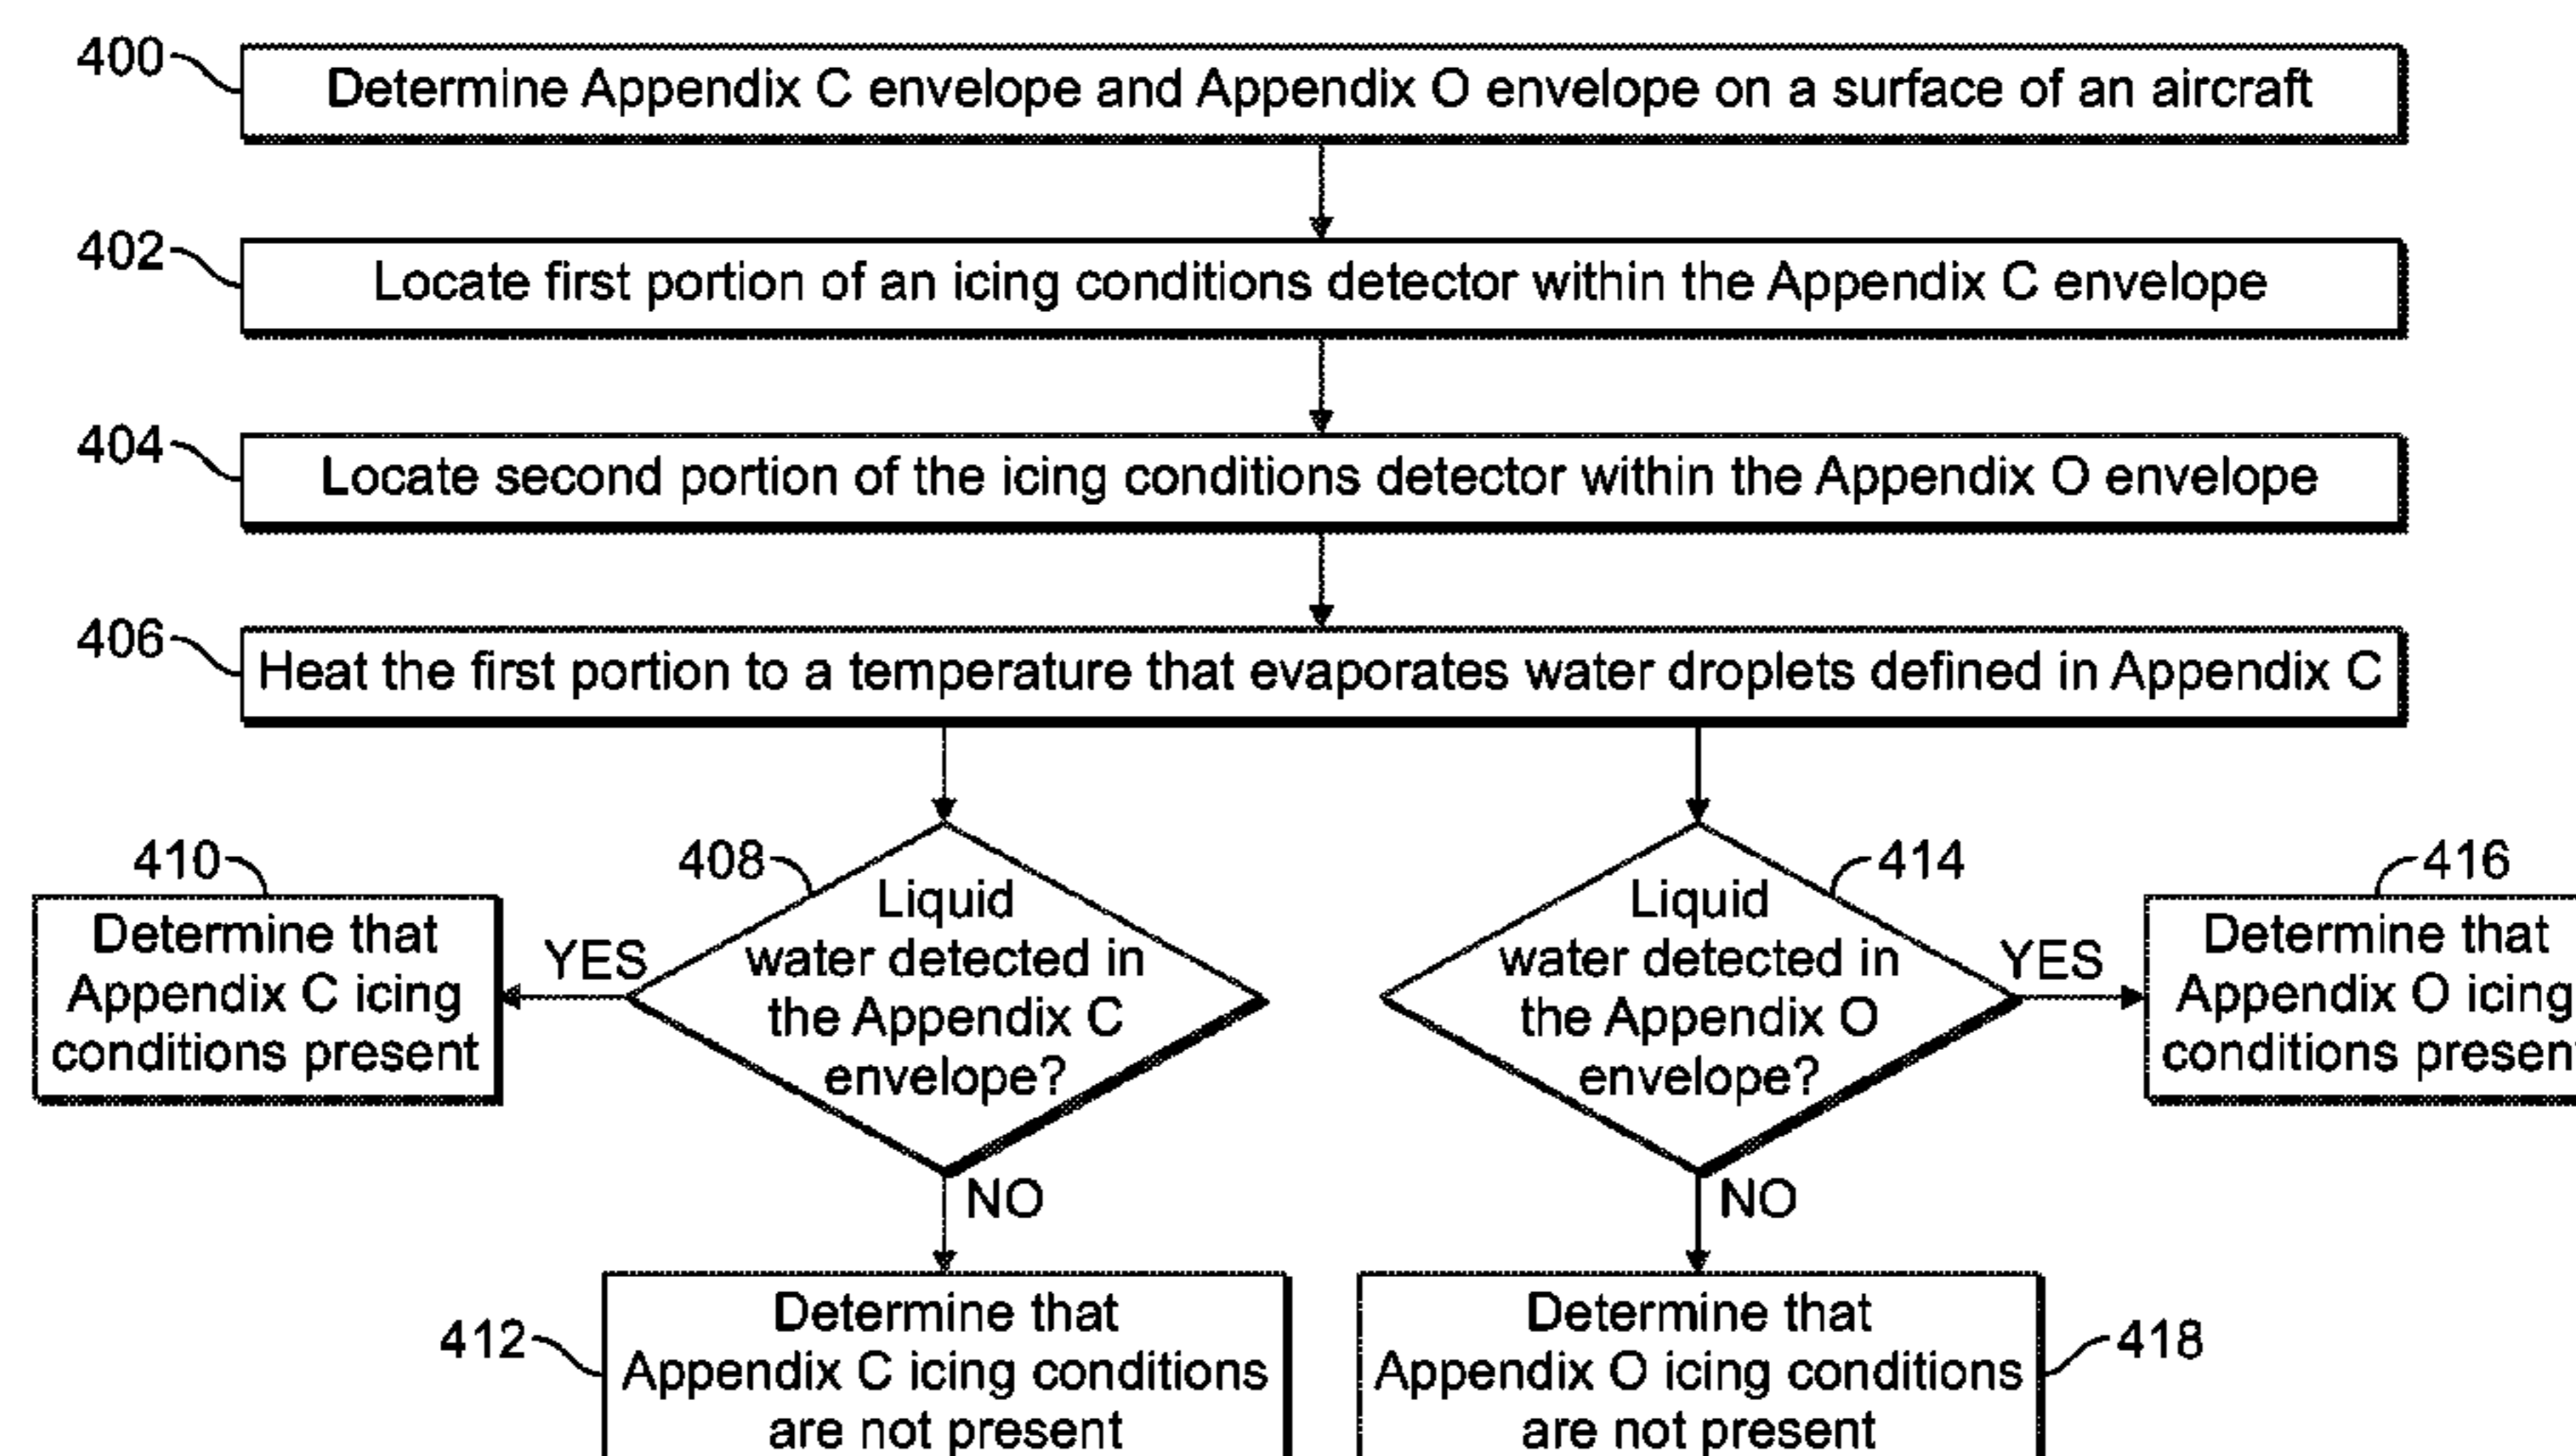 400
Determine Appendix C envelope and Appendix O envelope on a surface of an aircraft
402
Locate first portion of an icing conditions detector within the Appendix C envelope
404
Locate second portion of the icing conditions detector within the Appendix O envelope
406
Heat the first portion to a temperature that evaporates water droplets defined in Appendix C
410
Determine that
Appendix C icing
conditions present
YES
408
Liquid
water detected in
the Appendix C
envelope?
NO
414
Liquid
water detected in
the Appendix O
envelope?
NO
YES
416
Determine that
Appendix O icing
conditions present
412
Determine that
Appendix C icing conditions
are not present
Determine that
Appendix O icing conditions
are not present
418